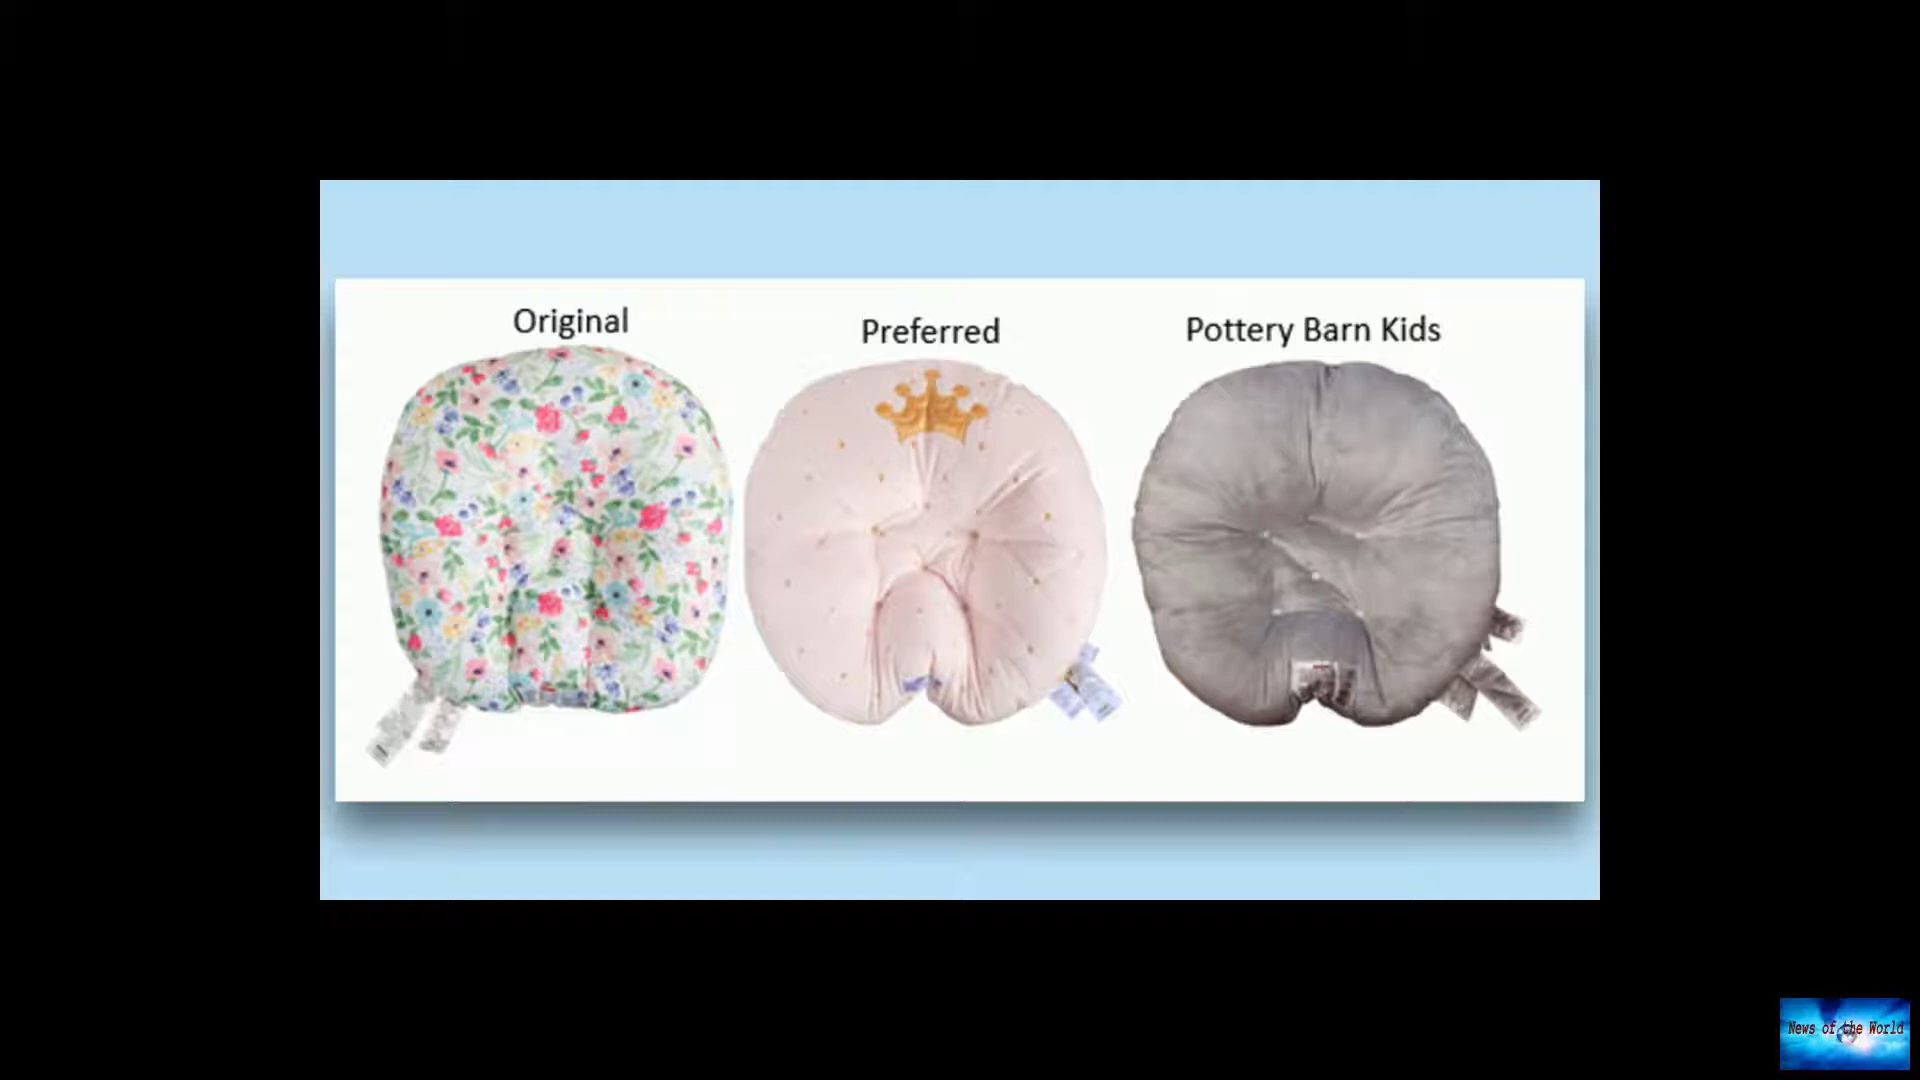 Original
Preferred
Pottery Barn Kids
News of the World